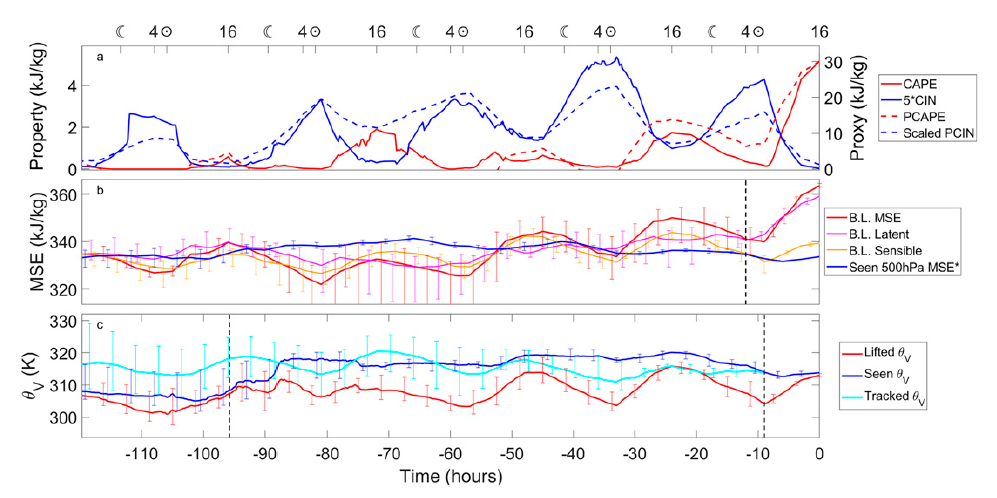 ☾ 4 ⊙ 16 ☾ 4 ⊙ 16 ☾ 4 ⊙ 16 ☾ 4 ⊙ 16 ☾ 4 ⊙ 16
a
Property (kJ/kg)
4
2
0
30
20
10
0
Proxy (kJ/kg)
CAPE
5*CIN
PCAPE
Scaled PCIN
b
MSE (kJ/kg)
360
340
320
B.L. MSE
B.L. Latent
B.L. Sensible
Seen 500hPa MSE*
c
θV (K)
330
320
310
300
Lifted θV
Seen θV
Tracked θV
-110 -100 -90 -80 -70 -60 -50 -40 -30 -20 -10 0
Time (hours)